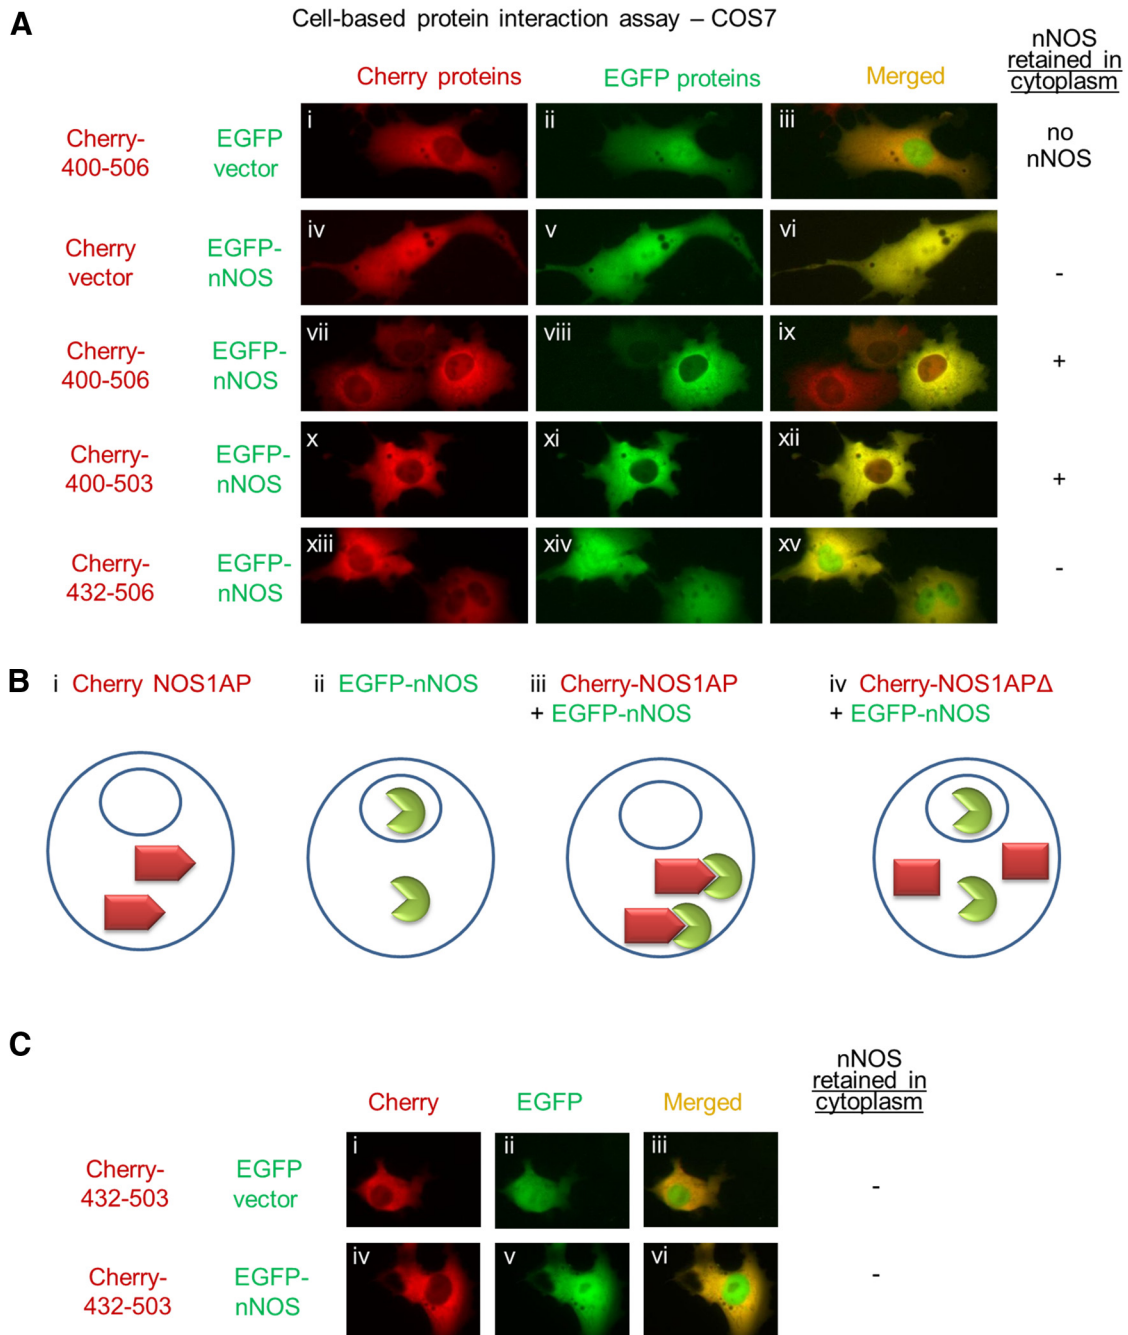 A
Cell-based protein interaction assay – COS7
nNOS
retained in
cytoplasm
Cherry proteins EGFP proteins Merged
Cherry-
400-506
EGFP
vector
i ii iii
no
nNOS
Cherry
vector
EGFP-
nNOS
iv v vi
-
Cherry-
400-506
EGFP-
nNOS
vii viii ix
+
Cherry-
400-503
EGFP-
nNOS
x xi xii
+
Cherry-
432-506
EGFP-
nNOS
xiii xiv xv
-
B
i Cherry NOS1AP
ii EGFP-nNOS
iii Cherry-NOS1AP
+ EGFP-nNOS
iv Cherry-NOS1APΔ
+ EGFP-nNOS
C
nNOS
retained in
cytoplasm
Cherry EGFP Merged
Cherry-
432-503
EGFP
vector
i ii iii
-
Cherry-
432-503
EGFP-
nNOS
iv v vi
-